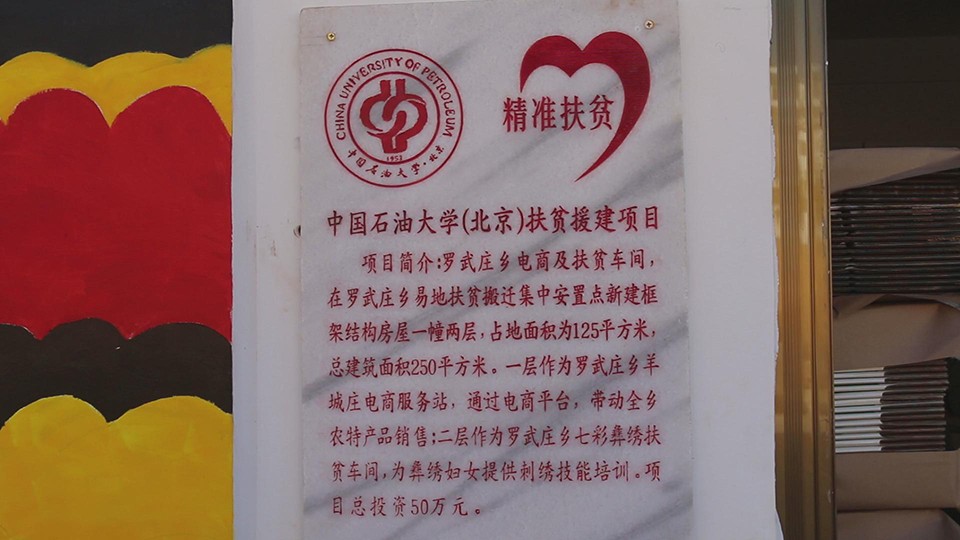 CHINA UNIVERSITY OF PETROLEUM
1953
中国石油大学·北京
精准扶贫
中国石油大学(北京)扶贫援建项目
项目简介:罗武庄乡电商及扶贫车间,
在罗武庄乡易地扶贫搬迁集中安置点新建框
架结构房屋一幢两层,占地面积为125平方米,
总建筑面积250平方米。一层作为罗武庄乡羊
城庄电商服务站,通过电商平台,带动全乡
农特产品销售;二层作为罗武庄乡七彩彝绣扶
贫车间,为彝绣妇女提供刺绣技能培训。项
目总投资50万元。